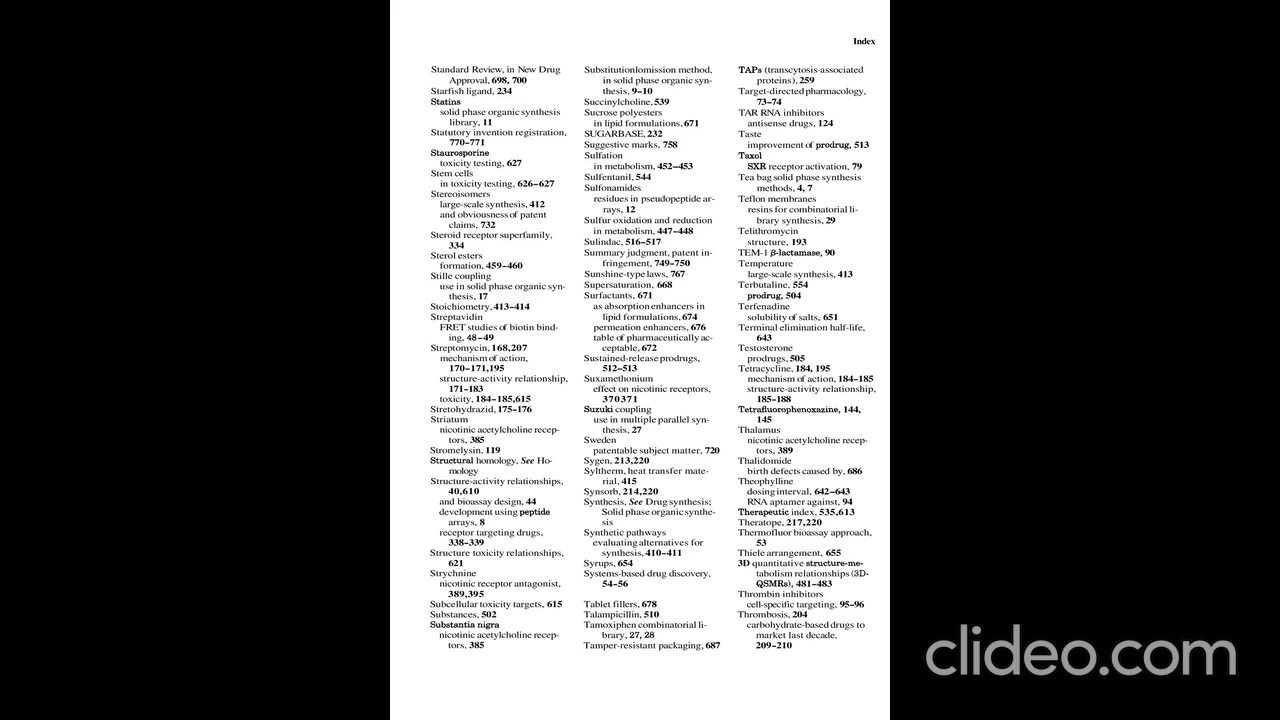 Index
Standard Review, in New Drug
Approval, 698, 700
Starfish ligand, 234
Statins
solid phase organic synthesis
library, 11
Statutory invention registration,
770–771
Staurosporine
toxicity testing, 627
Stem cells
in toxicity testing, 626–627
Stereoisomers
large-scale synthesis, 412
and obviousness of patent
claims, 732
Steroid receptor superfamily,
334
Sterol esters
formation, 459–460
Stille coupling
use in solid phase organic syn-
thesis, 17
Stoichiometry, 413–414
Streptavidin
FRET studies of biotin bind-
ing, 48–49
Streptomycin, 168,207
mechanism of action,
170–171,195
structure-activity relationship,
171–183
toxicity, 184–185,615
Stretohydrazid, 175–176
Striatum
nicotinic acetylcholine recep-
tors, 385
Stromelysin, 119
Structural homology, See Ho-
mology
Structure-activity relationships,
40,610
and bioassay design, 44
development using peptide
arrays, 8
receptor targeting drugs,
338–339
Structure toxicity relationships,
621
Strychnine
nicotinic receptor antagonist,
389,395
Subcellular toxicity targets, 615
Substances, 502
Substantia nigra
nicotinic acetylcholine recep-
tors, 385
Substitutionlomission method,
in solid phase organic syn-
thesis, 9–10
Succinylcholine, 539
Sucrose polyesters
in lipid formulations, 671
SUGARBASE, 232
Suggestive marks, 758
Sulfation
in metabolism, 452–453
Sulfentanil, 544
Sulfonamides
residues in pseudopeptide ar-
rays, 12
Sulfur oxidation and reduction
in metabolism, 447–448
Sulindac, 516–517
Summary judgment, patent in-
fringement, 749–750
Sunshine-type laws, 767
Supersaturation, 668
Surfactants, 671
as absorption enhancers in
lipid formulations, 674
permeation enhancers, 676
table of pharmaceutically ac-
ceptable, 672
Sustained-release prodrugs,
512–513
Suxamethonium
effect on nicotinic receptors,
370371
Suzuki coupling
use in multiple parallel syn-
thesis, 27
Sweden
patentable subject matter, 720
Sygen, 213,220
Syltherm, heat transfer mate-
rial, 415
Synsorb, 214,220
Synthesis, See Drug synthesis;
Solid phase organic synthe-
sis
Synthetic pathways
evaluating alternatives for
synthesis, 410–411
Syrups, 654
Systems-based drug discovery,
54–56
Tablet fillers, 678
Talampicillin, 510
Tamoxiphen combinatorial li-
brary, 27, 28
Tamper-resistant packaging, 687
TAPs (transcytosis-associated
proteins), 259
Target-directed pharmacology,
73–74
TAR RNA inhibitors
antisense drugs, 124
Taste
improvement of prodrug, 513
Taxol
SXR receptor activation, 79
Tea bag solid phase synthesis
methods, 4, 7
Teflon membranes
resins for combinatorial li-
brary synthesis, 29
Telithromycin
structure, 193
TEM-1 β-lactamase, 90
Temperature
large-scale synthesis, 413
Terbutaline, 554
prodrug, 504
Terfenadine
solubility of salts, 651
Terminal elimination half-life,
643
Testosterone
prodrugs, 505
Tetracycline, 184, 195
mechanism of action, 184–185
structure-activity relationship,
185–188
Tetrafluorophenoxazine, 144,
145
Thalamus
nicotinic acetylcholine recep-
tors, 389
Thalidomide
birth defects caused by, 686
Theophylline
dosing interval, 642–643
RNA aptamer against, 94
Therapeutic index, 535,613
Theratope, 217,220
Thermofluor bioassay approach,
53
Thiele arrangement, 655
3D quantitative structure-me-
tabolism relationships (3D-
QSMRs), 481–483
Thrombin inhibitors
cell-specific targeting, 95–96
Thrombosis, 204
carbohydrate-based drugs to
market last decade,
209–210
clideo.com